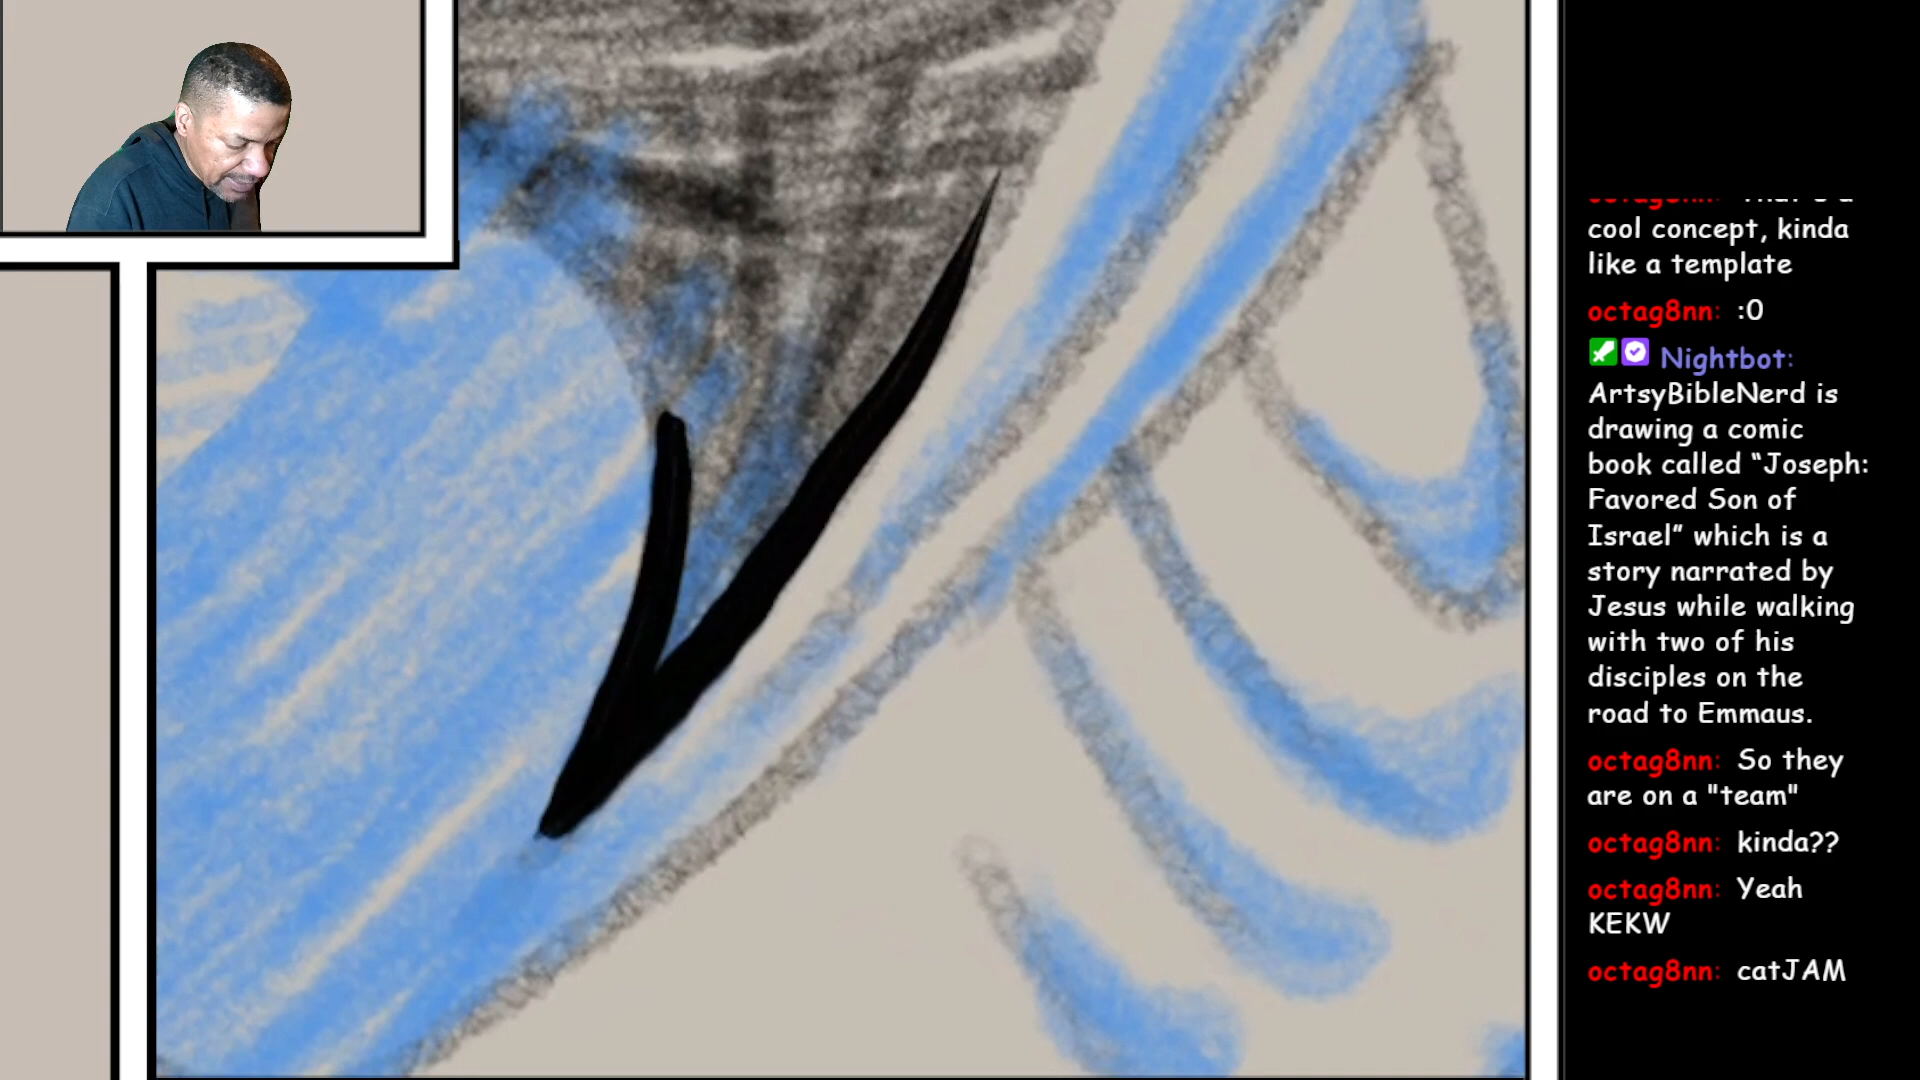 cool concept, kinda
like a template
octag8nn: :0
Nightbot:
ArtsyBibleNerd is
drawing a comic
book called “Joseph:
Favored Son of
Israel” which is a
story narrated by
Jesus while walking
with two of his
disciples on the
road to Emmaus.
octag8nn: So they
are on a "team"
octag8nn: kinda??
octag8nn: Yeah
KEKW
octag8nn: catJAM